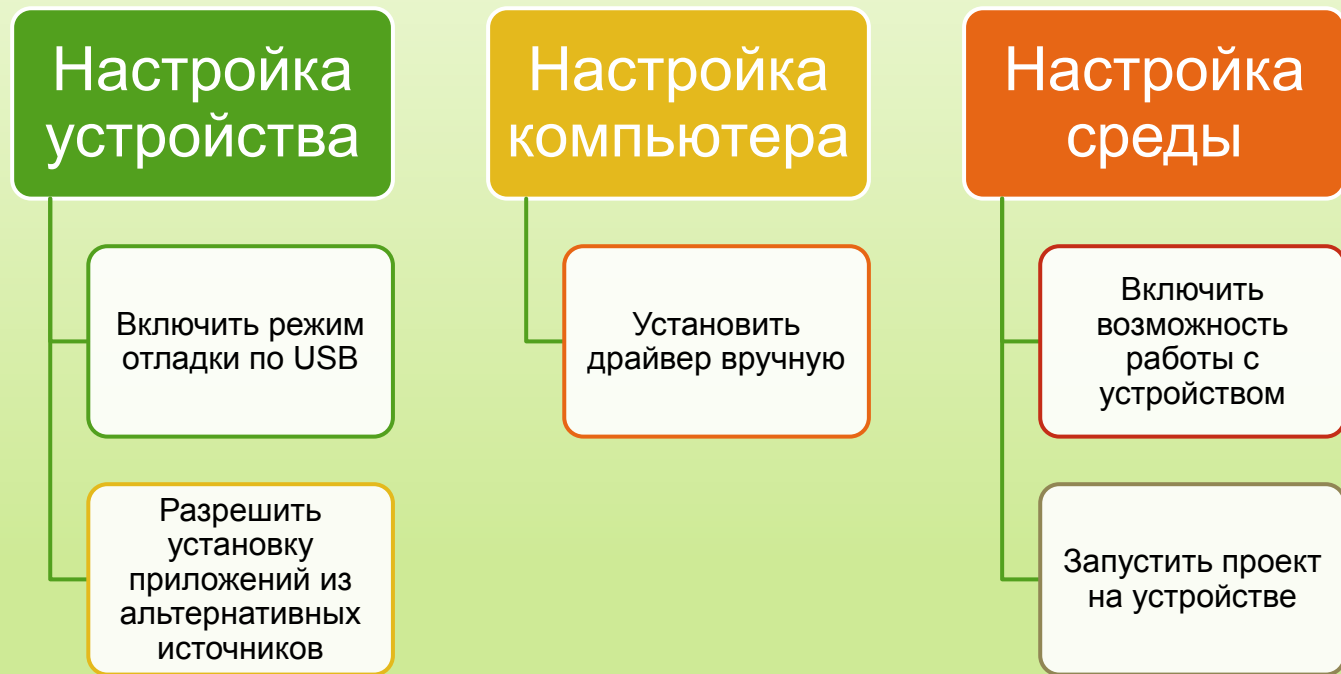 Настройка
устройства
Включить режим
отладки по USB
Разрешить
установку
приложений из
альтернативных
источников
Настройка
компьютера
Установить
драйвер вручную
Настройка
среды
Включить
возможность
работы с
устройством
Запустить проект
на устройстве